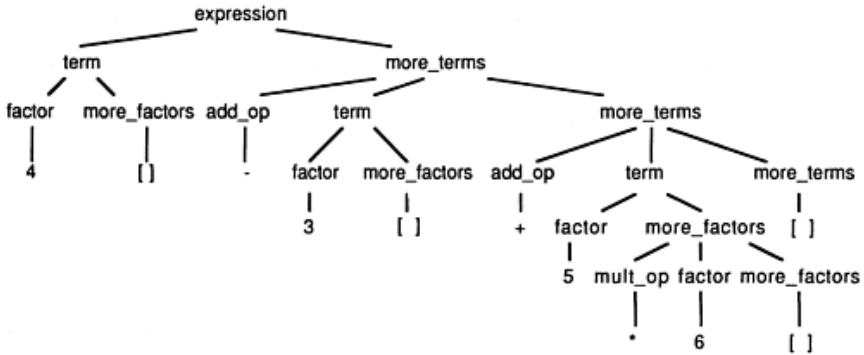 expression
term more_terms
factor more_factors add_op term more_terms
4 [ ] - factor more_factors add_op term more_terms
3 [ ] + factor more_factors [ ]
5 mult_op factor more_factors
* 6 [ ]